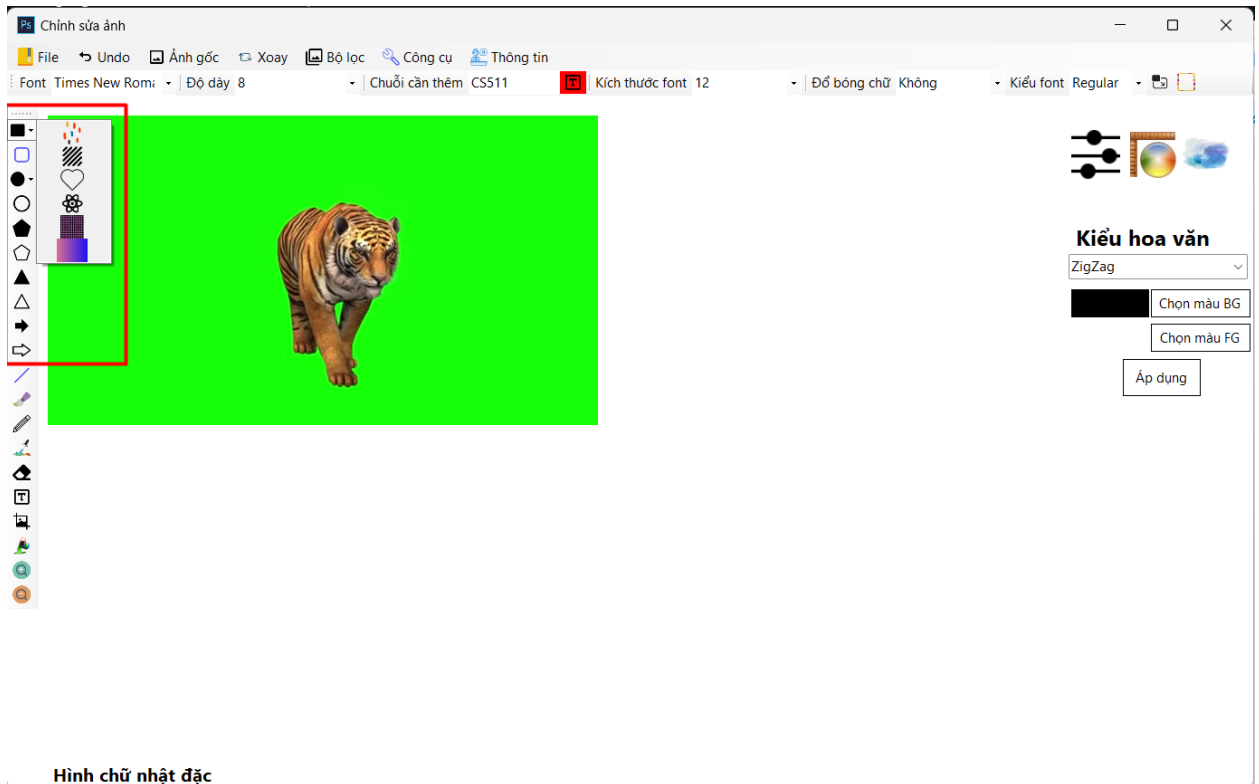 Ps Chỉnh sửa ảnh
File Undo Ảnh gốc Xoay Bộ lọc Công cụ Thông tin
Font Times New Roma Độ dày 8 Chuỗi cần thêm CS511 T Kích thước font 12 Đổ bóng chữ Không Kiểu font Regular
Kiểu hoa văn
ZigZag
Chọn màu BG
Chọn màu FG
Áp dụng
T
Hình chữ nhật đặc